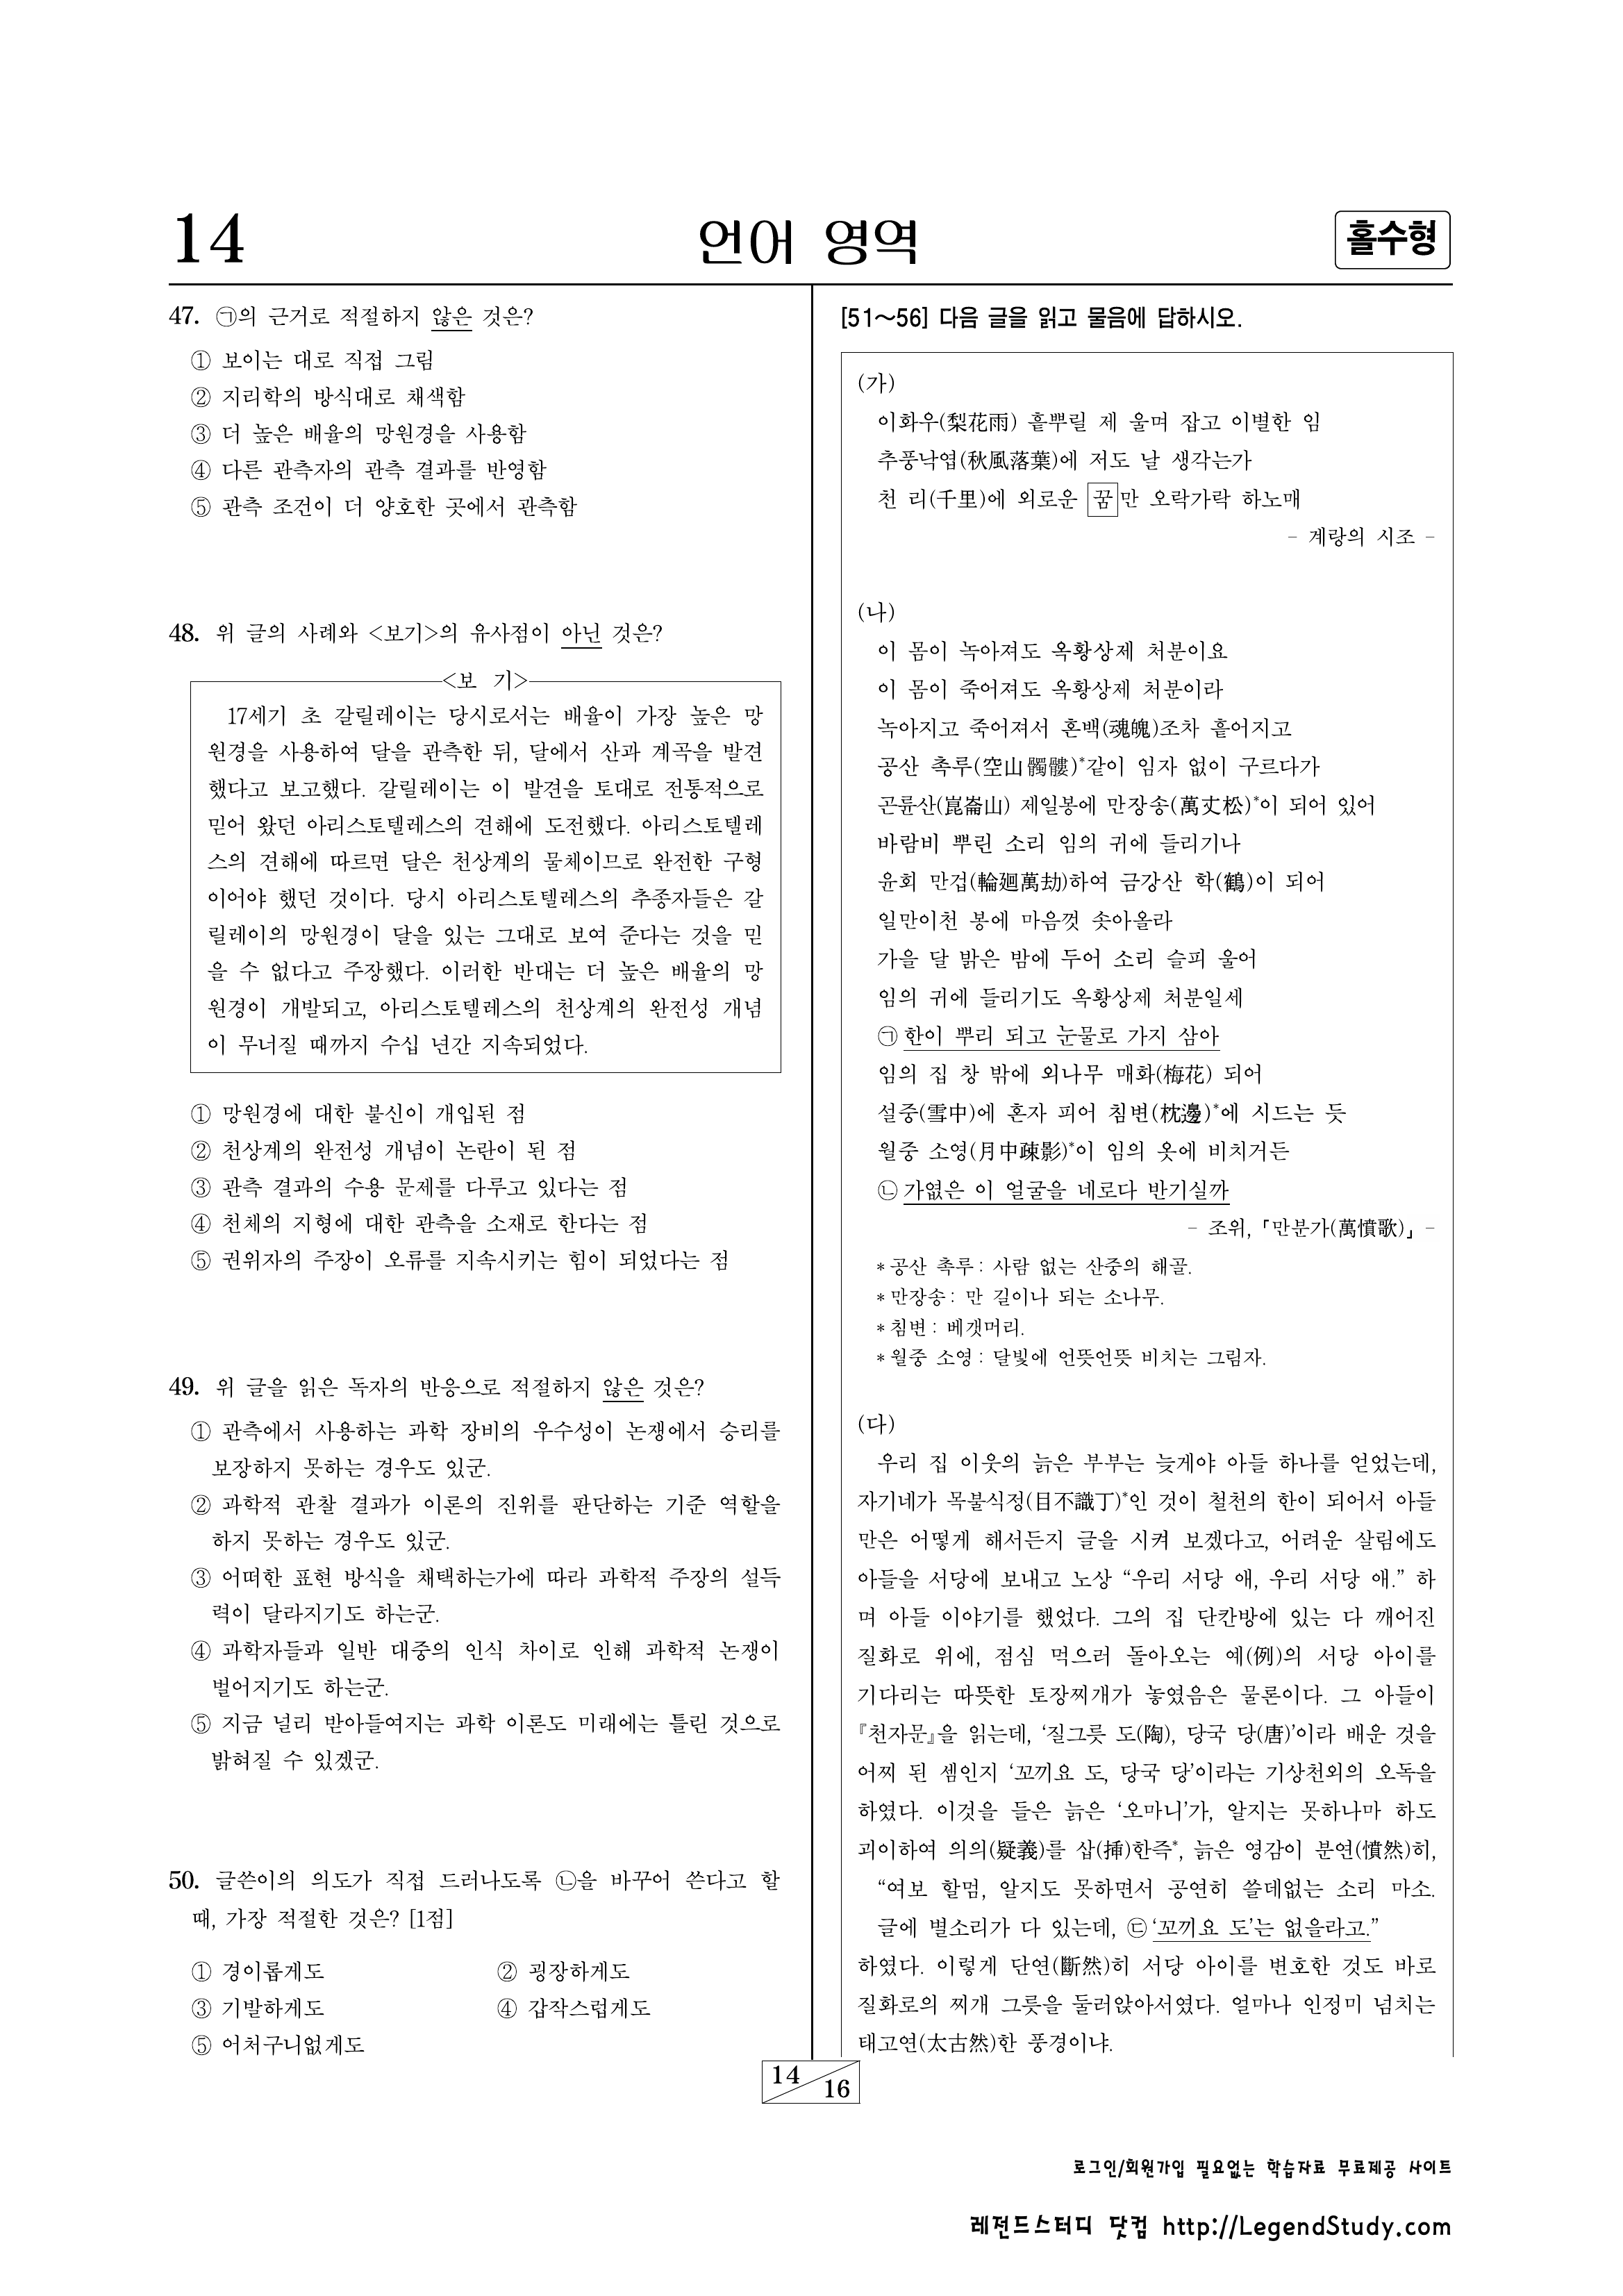 14
언어 영역
홀수형
47. ㉠의 근거로 적절하지 않은 것은?
① 보이는 대로 직접 그림
② 지리학의 방식대로 채색함
③ 더 높은 배율의 망원경을 사용함
④ 다른 관측자의 관측 결과를 반영함
⑤ 관측 조건이 더 양호한 곳에서 관측함
48. 위 글의 사례와 <보기>의 유사점이 아닌 것은?
<보 기>
17세기 초 갈릴레이는 당시로서는 배율이 가장 높은 망
원경을 사용하여 달을 관측한 뒤, 달에서 산과 계곡을 발견
했다고 보고했다. 갈릴레이는 이 발견을 토대로 전통적으로
믿어 왔던 아리스토텔레스의 견해에 도전했다. 아리스토텔레
스의 견해에 따르면 달은 천상계의 물체이므로 완전한 구형
이어야 했던 것이다. 당시 아리스토텔레스의 추종자들은 갈
릴레이의 망원경이 달을 있는 그대로 보여 준다는 것을 믿
을 수 없다고 주장했다. 이러한 반대는 더 높은 배율의 망
원경이 개발되고, 아리스토텔레스의 천상계의 완전성 개념
이 무너질 때까지 수십 년간 지속되었다.
① 망원경에 대한 불신이 개입된 점
② 천상계의 완전성 개념이 논란이 된 점
③ 관측 결과의 수용 문제를 다루고 있다는 점
④ 천체의 지형에 대한 관측을 소재로 한다는 점
⑤ 권위자의 주장이 오류를 지속시키는 힘이 되었다는 점
49. 위 글을 읽은 독자의 반응으로 적절하지 않은 것은?
① 관측에서 사용하는 과학 장비의 우수성이 논쟁에서 승리를
보장하지 못하는 경우도 있군.
② 과학적 관찰 결과가 이론의 진위를 판단하는 기준 역할을
하지 못하는 경우도 있군.
③ 어떠한 표현 방식을 채택하는가에 따라 과학적 주장의 설득
력이 달라지기도 하는군.
④ 과학자들과 일반 대중의 인식 차이로 인해 과학적 논쟁이
벌어지기도 하는군.
⑤ 지금 널리 받아들여지는 과학 이론도 미래에는 틀린 것으로
밝혀질 수 있겠군.
50. 글쓴이의 의도가 직접 드러나도록 ㉡을 바꾸어 쓴다고 할
때, 가장 적절한 것은? [1점]
① 경이롭게도 ② 굉장하게도
③ 기발하게도 ④ 갑작스럽게도
⑤ 어처구니없게도
[51～56] 다음 글을 읽고 물음에 답하시오.
(가)
이화우(梨花雨) 흩뿌릴 제 울며 잡고 이별한 임
추풍낙엽(秋風落葉)에 저도 날 생각는가
천 리(千里)에 외로운 꿈만 오락가락 하노매
- 계랑의 시조 -
(나)
이 몸이 녹아져도 옥황상제 처분이요
이 몸이 죽어져도 옥황상제 처분이라
녹아지고 죽어져서 혼백(魂魄)조차 흩어지고
공산 촉루(空山髑髏)*같이 임자 없이 구르다가
곤륜산(崑崙山) 제일봉에 만장송(萬丈松)*이 되어 있어
바람비 뿌린 소리 임의 귀에 들리기나
윤회 만겁(輪廻萬劫)하여 금강산 학(鶴)이 되어
일만이천 봉에 마음껏 솟아올라
가을 달 밝은 밤에 두어 소리 슬피 울어
임의 귀에 들리기도 옥황상제 처분일세
㉠ 한이 뿌리 되고 눈물로 가지 삼아
임의 집 창 밖에 외나무 매화(梅花) 되어
설중(雪中)에 혼자 피어 침변(枕邊)*에 시드는 듯
월중 소영(月中疎影)*이 임의 옷에 비치거든
㉡ 가엾은 이 얼굴을 네로다 반기실까
- 조위, 「만분가(萬憤歌)」 -
* 공산 촉루 : 사람 없는 산중의 해골.
* 만장송 : 만 길이나 되는 소나무.
* 침변 : 베갯머리.
* 월중 소영 : 달빛에 언뜻언뜻 비치는 그림자.
(다)
우리 집 이웃의 늙은 부부는 늦게야 아들 하나를 얻었는데,
자기네가 목불식정(目不識丁)*인 것이 철천의 한이 되어서 아들
만은 어떻게 해서든지 글을 시켜 보겠다고, 어려운 살림에도
아들을 서당에 보내고 노상 “우리 서당 애, 우리 서당 애.” 하
며 아들 이야기를 했었다. 그의 집 단칸방에 있는 다 깨어진
질화로 위에, 점심 먹으러 돌아오는 예(例)의 서당 아이를
기다리는 따뜻한 토장찌개가 놓였음은 물론이다. 그 아들이
『천자문』을 읽는데, ‘질그릇 도(陶), 당국 당(唐)’이라 배운 것을
어찌 된 셈인지 ‘꼬끼요 도, 당국 당’이라는 기상천외의 오독을
하였다. 이것을 들은 늙은 ‘오마니’가, 알지는 못하나마 하도
괴이하여 의의(疑義)를 삽(揷)한즉*, 늙은 영감이 분연(憤然)히,
“여보 할멈, 알지도 못하면서 공연히 쓸데없는 소리 마소.
글에 별소리가 다 있는데, ㉢ ‘꼬끼요 도’는 없을라고.”
하였다. 이렇게 단연(斷然)히 서당 아이를 변호한 것도 바로
질화로의 찌개 그릇을 둘러앉아서였다. 얼마나 인정미 넘치는
태고연(太古然)한 풍경이냐.
14
16
로그인/회원가입 필요없는 학습자료 무료제공 사이트
레전드스터디 닷컴 http://LegendStudy.com